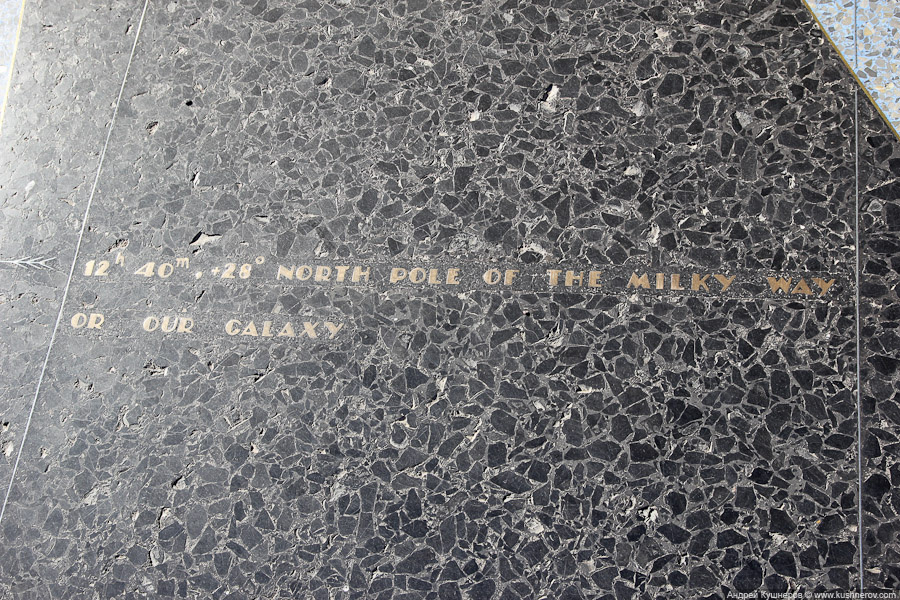 12ʰ 40ᵐ, +28° NORTH POLE OF THE MILKY WAY
OR OUR GALAXY
Андрей Кушнеров © www.kushnerov.com